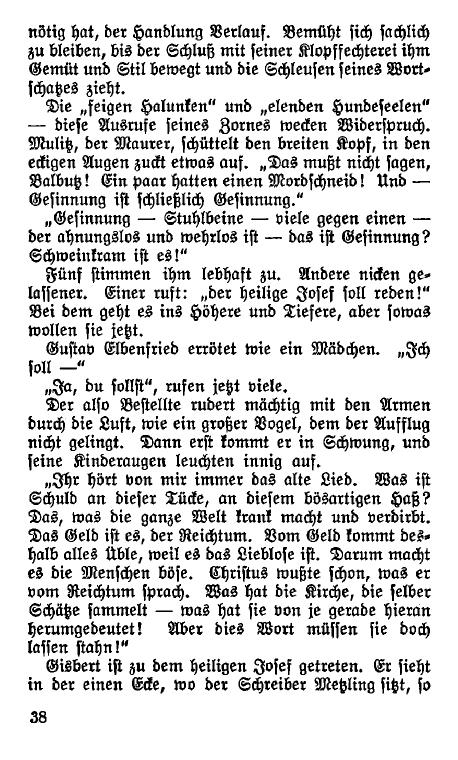 nötig hat, der Handlung Verlauf. Bemüht sich sachlich
zu bleiben, bis der Schluß mit seiner Klopffechterei ihm
Gemüt und Stil bewegt und die Schleusen seines Wort-
schatzes zieht.
Die „feigen Halunken“ und „elenden Hundeseelen“
— diese Ausrufe seines Zornes wecken Widerspruch.
Mulitz, der Maurer, schüttelt den breiten Kopf, in den
eckigen Augen zuckt etwas auf. „Das mußt nicht sagen,
Balbutz! Ein paar hatten einen Mordschneid! Und —
Gesinnung ist schließlich Gesinnung.“
„Gesinnung — Stuhlbeine — viele gegen einen —
der ahnungslos und wehrlos ist — das ist Gesinnung?
Schweinkram ist es!“
Fünf stimmen ihm lebhaft zu. Andere nicken ge-
lassener. Einer ruft: „der heilige Josef soll reden!“
Bei dem geht es ins Höhere und Tiefere, aber sowas
wollen sie jetzt.
Gustav Elbenfried errötet wie ein Mädchen. „Ich
soll —“
„Ja, du sollst“, rufen jetzt viele.
Der also Bestellte rudert mächtig mit den Armen
durch die Luft, wie ein großer Vogel, dem der Aufflug
nicht gelingt. Dann erst kommt er in Schwung, und
seine Kinderaugen leuchten innig auf.
„Ihr hört von mir immer das alte Lied. Was ist
Schuld an dieser Tücke, an diesem bösartigen Haß?
Das, was die ganze Welt krank macht und verdirbt.
Das Geld ist es, der Reichtum. Vom Geld kommt des-
halb alles Üble, weil es das Lieblose ist. Darum macht
es die Menschen böse. Christus wußte schon, was er
vom Reichtum sprach. Was hat die Kirche, die selber
Schätze sammelt — was hat sie von je gerade hieran
herumgedeutet! Aber dies Wort müssen sie doch
lassen stahn!“
Gisbert ist zu dem heiligen Josef getreten. Er sieht
in der einen Ecke, wo der Schreiber Metzling sitzt, so
38